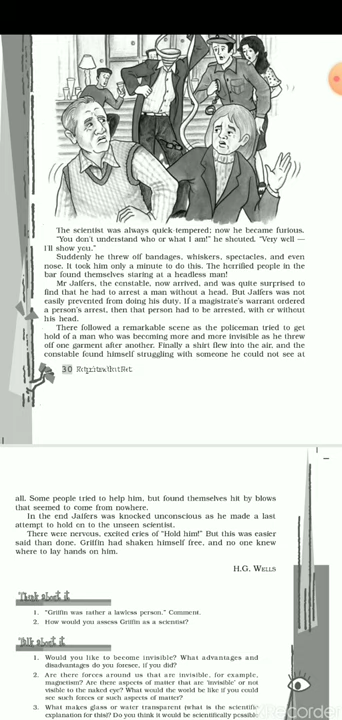 The scientist was always quick-tempered; now he became furious.
"You don't understand who or what I am!" he shouted. "Very well —
I'll show you."
Suddenly he threw off bandages, whiskers, spectacles, and even
nose. It took him only a minute to do this. The horrified people in the
bar found themselves staring at a headless man!
Mr Jaffers, the constable, now arrived, and was quite surprised to
find that he had to arrest a man without a head. But Jaffers was not
easily prevented from doing his duty. If a magistrate's warrant ordered
a person's arrest, then that person had to be arrested, with or without
his head.
There followed a remarkable scene as the policeman tried to get
hold of a man who was becoming more and more invisible as he threw
off one garment after another. Finally a shirt flew into the air, and the
constable found himself struggling with someone he could not see at
30
all. Some people tried to help him, but found themselves hit by blows
that seemed to come from nowhere.
In the end Jaffers was knocked unconscious as he made a last
attempt to hold on to the unseen scientist.
There were nervous, excited cries of "Hold him!" But this was easier
said than done. Griffin had shaken himself free, and no one knew
where to lay hands on him.
H.G. WELLS
Think about it
1. "Griffin was rather a lawless person." Comment.
2. How would you assess Griffin as a scientist?
Talk about it
1. Would you like to become invisible? What advantages and
disadvantages do you foresee, if you did?
2. Are there forces around us that are invisible, for example,
magnetism? Are there aspects of matter that are 'invisible' or not
visible to the naked eye? What would the world be like if you could
see such forces or such aspects of matter?
3. What makes glass or water transparent (what is the scientific
explanation for this)? Do you think it would be scientifically possible
recorder